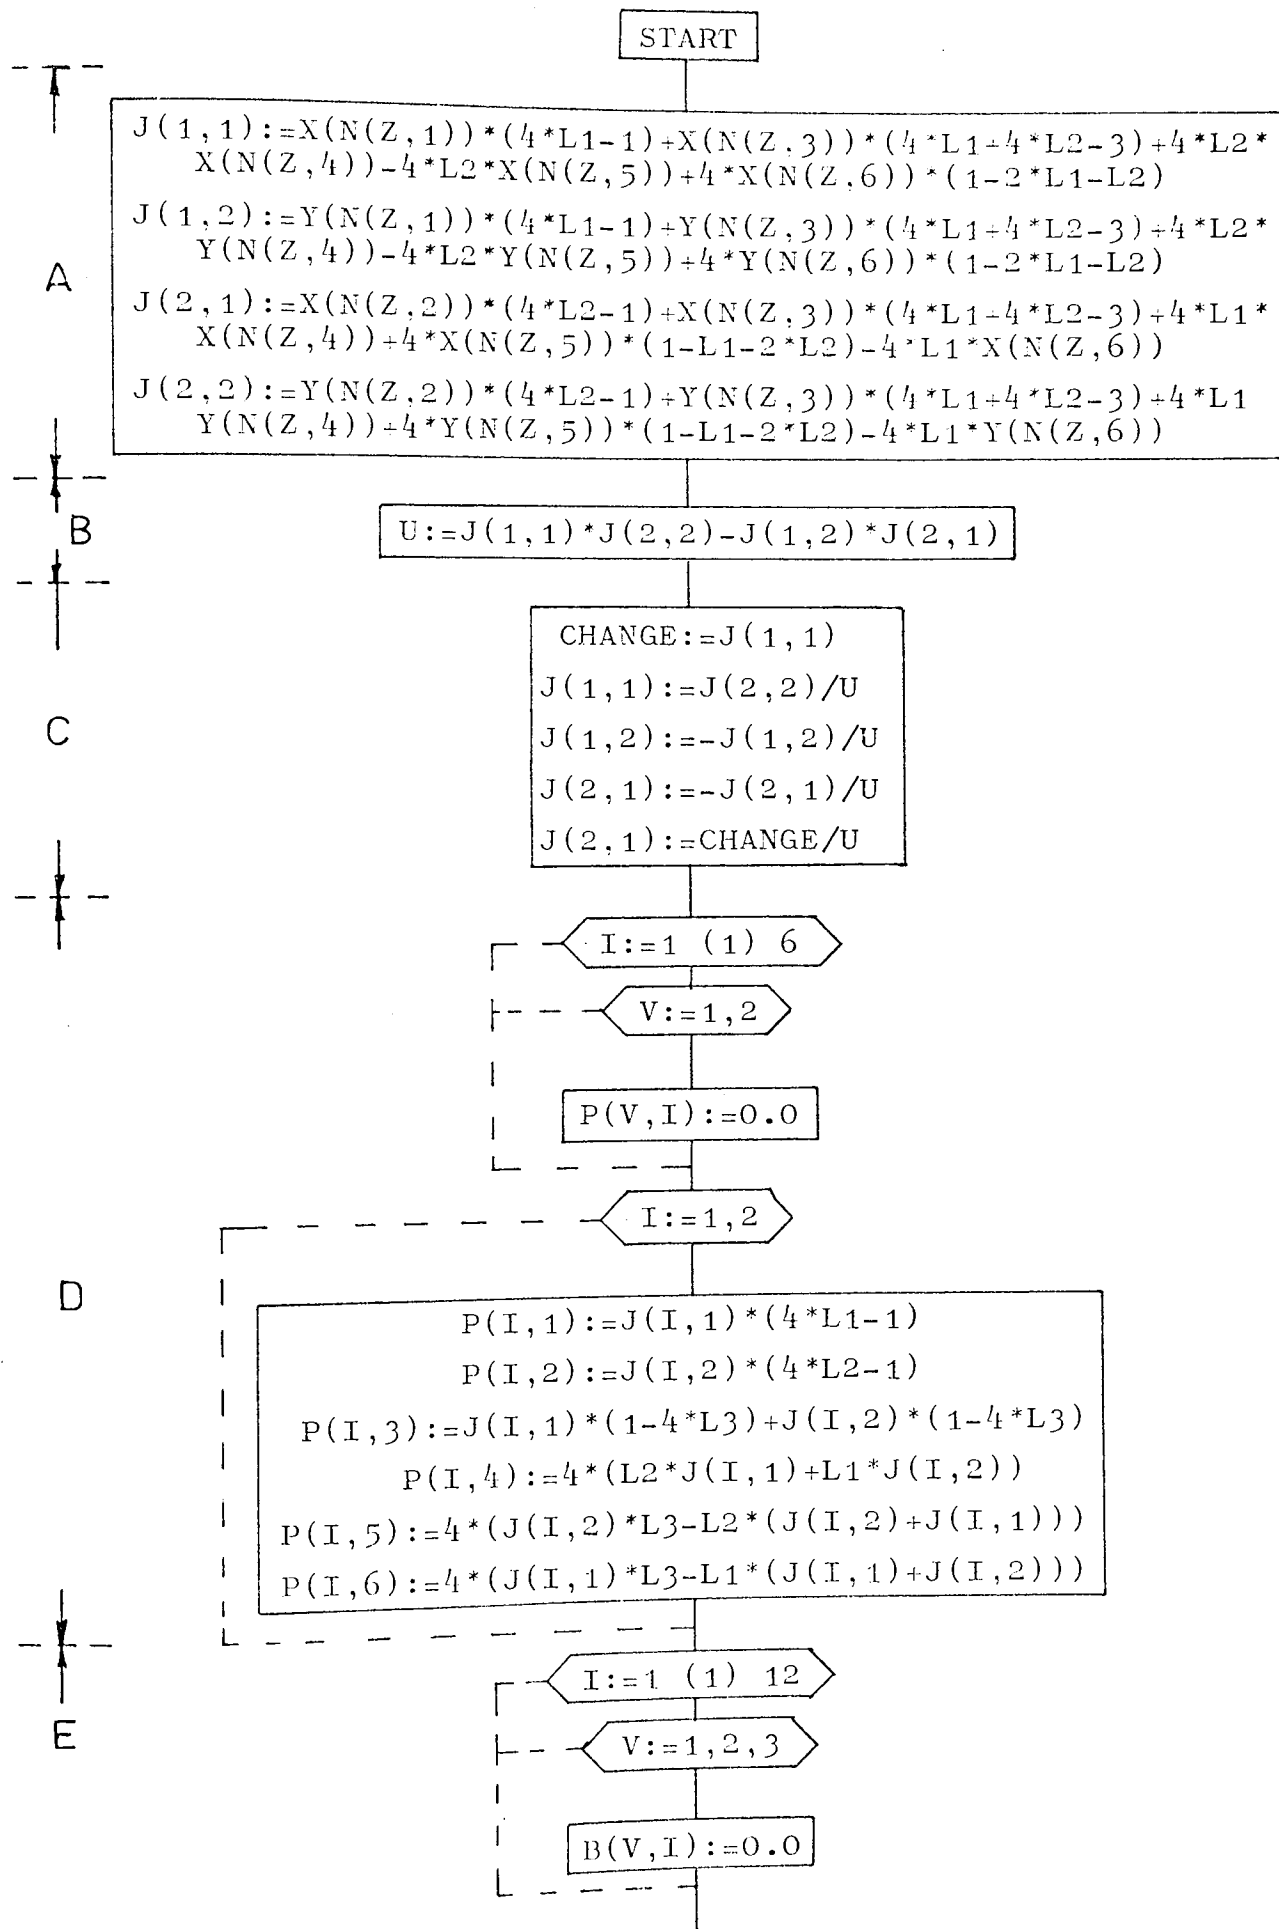 START
J(1,1):=X(N(Z,1))*(4*L1-1)+X(N(Z,3))*(4*L1+4*L2-3)+4*L2*
X(N(Z,4))-4*L2*X(N(Z,5))+4*X(N(Z,6))*(1-2*L1-L2)
J(1,2):=Y(N(Z,1))*(4*L1-1)+Y(N(Z,3))*(4*L1+4*L2-3)+4*L2*
Y(N(Z,4))-4*L2*Y(N(Z,5))+4*Y(N(Z,6))*(1-2*L1-L2)
A
J(2,1):=X(N(Z,2))*(4*L2-1)+X(N(Z,3))*(4*L1+4*L2-3)+4*L1*
X(N(Z,4))+4*X(N(Z,5))*(1-L1-2*L2)-4*L1*X(N(Z,6))
J(2,2):=Y(N(Z,2))*(4*L2-1)+Y(N(Z,3))*(4*L1+4*L2-3)+4*L1
Y(N(Z,4))+4*Y(N(Z,5))*(1-L1-2*L2)-4*L1*Y(N(Z,6))
B
U:=J(1,1)*J(2,2)-J(1,2)*J(2,1)
CHANGE:=J(1,1)
J(1,1):=J(2,2)/U
C
J(1,2):=-J(1,2)/U
J(2,1):=-J(2,1)/U
J(2,1):=CHANGE/U
I:=1 (1) 6
V:=1,2
P(V,I):=0.0
I:=1,2
D
P(I,1):=J(I,1)*(4*L1-1)
P(I,2):=J(I,2)*(4*L2-1)
P(I,3):=J(I,1)*(1-4*L3)+J(I,2)*(1-4*L3)
P(I,4):=4*(L2*J(I,1)+L1*J(I,2))
P(I,5):=4*(J(I,2)*L3-L2*(J(I,2)+J(I,1)))
P(I,6):=4*(J(I,1)*L3-L1*(J(I,1)+J(I,2)))
I:=1 (1) 12
E
V:=1,2,3
B(V,I):=0.0